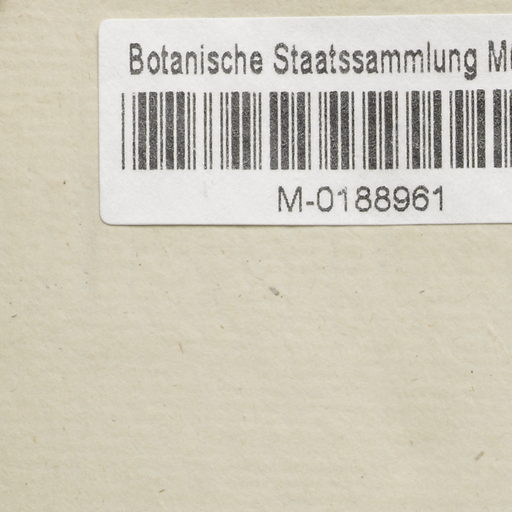 Botanische Staatssammlung
M-0188961